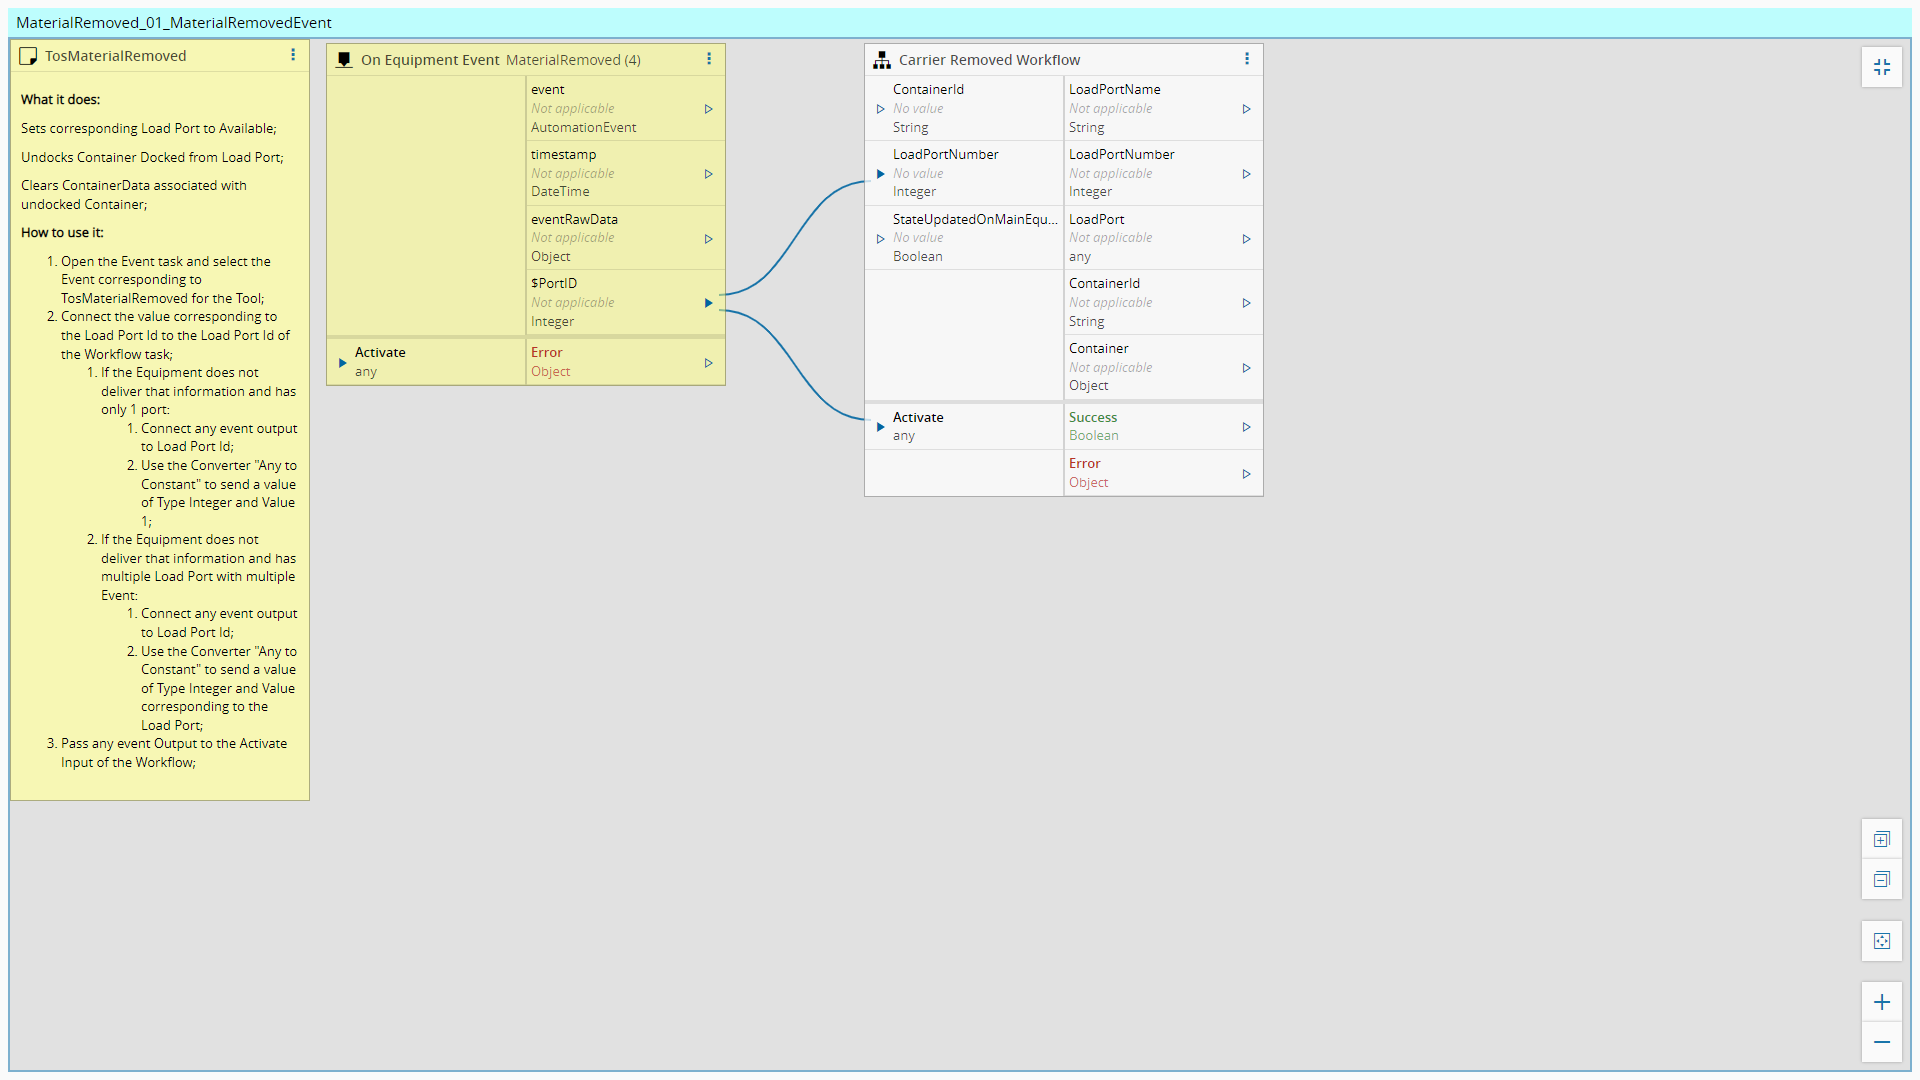 MaterialRemoved_01_MaterialRemovedEvent
TosMaterialRemoved
What it does:
Sets corresponding Load Port to Available;
Undocks Container Docked from Load Port;
Clears ContainerData associated with
undocked Container;
How to use it:
1. Open the Event task and select the
Event corresponding to
TosMaterialRemoved for the Tool;
2. Connect the value corresponding to
the Load Port Id to the Load Port Id of
the Workflow task;
1. If the Equipment does not
deliver that information and has
only 1 port:
1. Connect any event output
to Load Port Id;
2. Use the Converter "Any to
Constant" to send a value
of Type Integer and Value
1;
2. If the Equipment does not
deliver that information and has
multiple Load Port with multiple
Event:
1. Connect any event output
to Load Port Id;
2. Use the Converter "Any to
Constant" to send a value
of Type Integer and Value
corresponding to the
Load Port;
3. Pass any event Output to the Activate
Input of the Workflow;
On Equipment Event MaterialRemoved (4)
event
Not applicable
AutomationEvent
timestamp
Not applicable
DateTime
eventRawData
Not applicable
Object
$PortID
Not applicable
Integer
Activate
any
Error
Object
Carrier Removed Workflow
ContainerId
No value
String
LoadPortNumber
No value
Integer
StateUpdatedOnMainEqu...
No value
Boolean
LoadPortName
Not applicable
String
LoadPortNumber
Not applicable
Integer
LoadPort
Not applicable
any
ContainerId
Not applicable
String
Container
Not applicable
Object
Activate
any
Success
Boolean
Error
Object